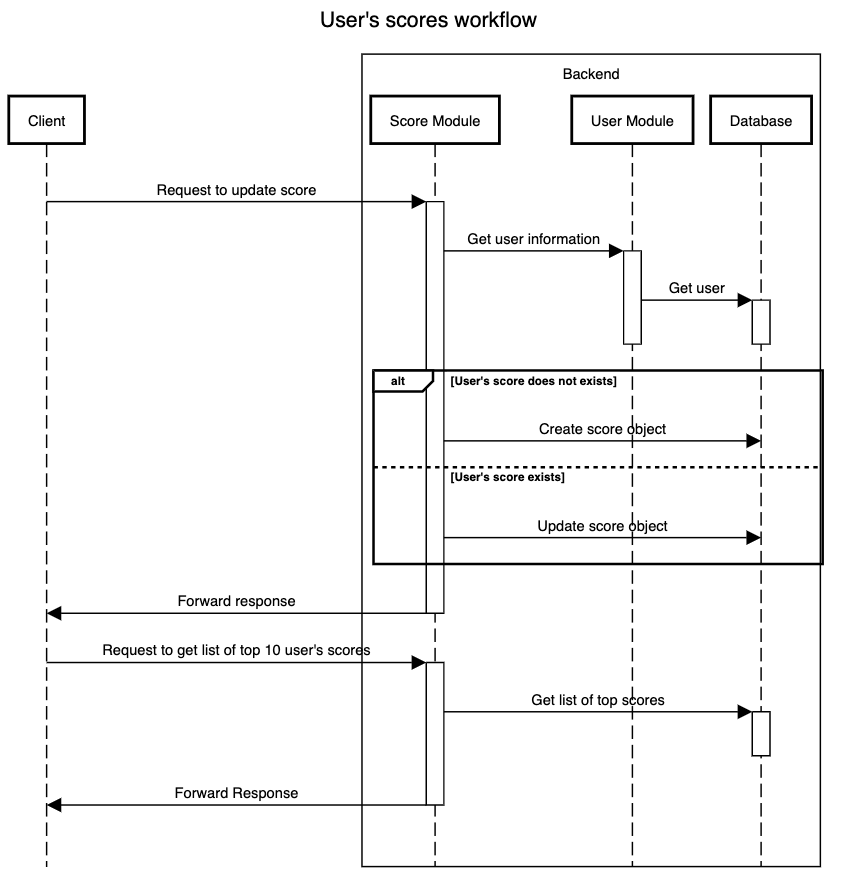 User's scores workflow
Backend
Client
Score Module
User Module
Database
Request to update score
Get user information
Get user
alt
[User's score does not exists]
Create score object
[User's score exists]
Update score object
Forward response
Request to get list of top 10 user's scores
Get list of top scores
Forward Response